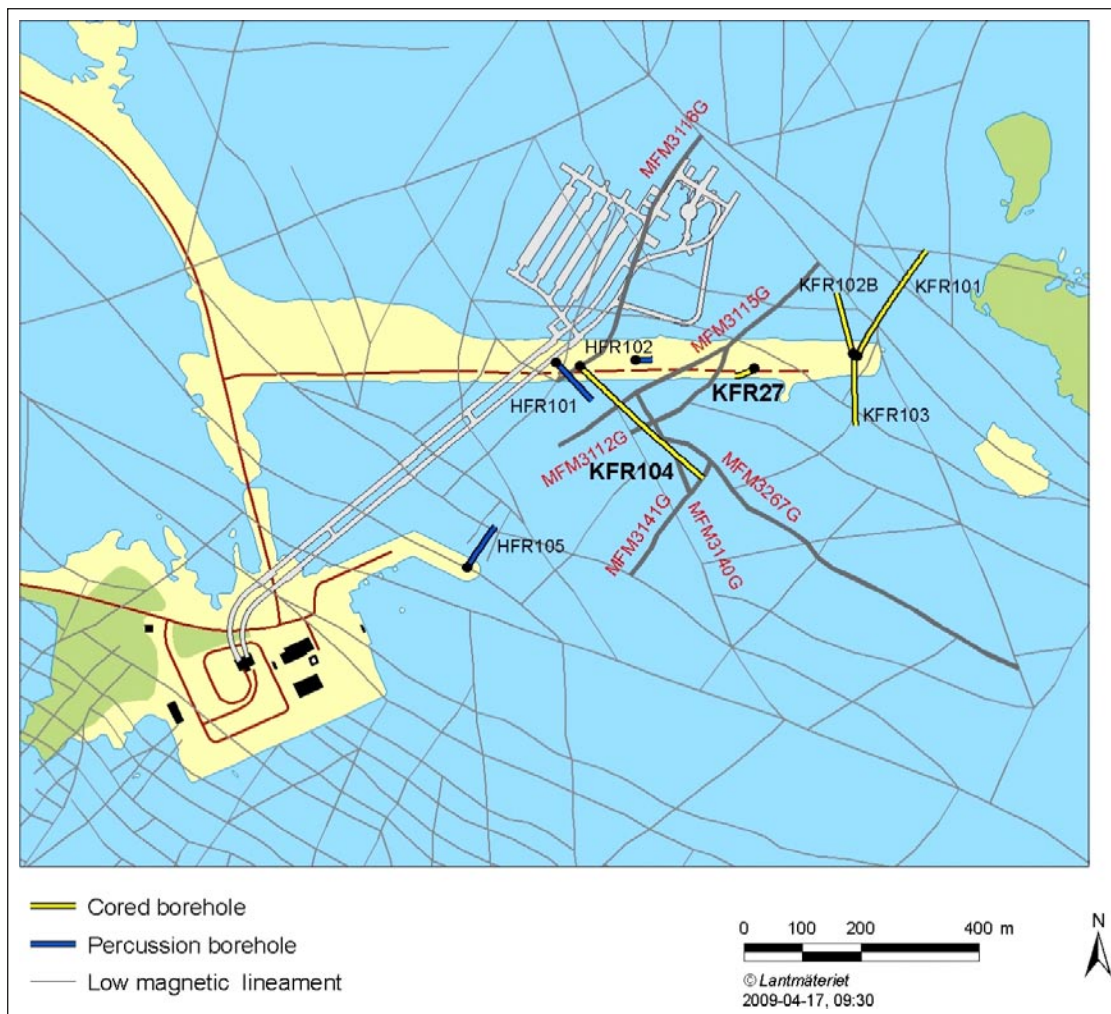 MFM3116G
KFR102B
KFR101
MFM3115G
HFR102
KFR27
HFR101
KFR103
MFM3112G
KFR104
MFM3267G
MFM3141G
MFM3140G
HFR105
Cored borehole
Percussion borehole
Low magnetic lineament
0 100 200 400 m
© Lantmäteriet
2009-04-17, 09:30
N